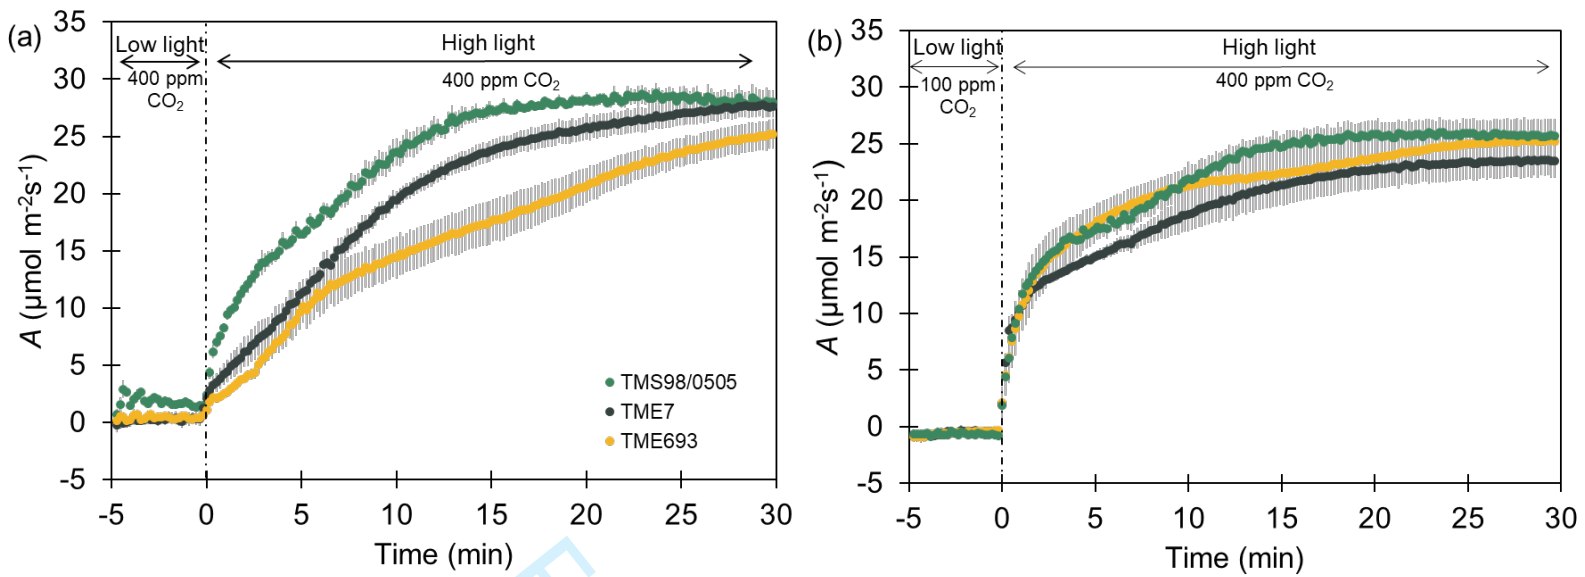 (a)
35
30
25
20
15
10
5
0
-5
A (µmol m⁻²s⁻¹)
Low light
400 ppm
CO₂
High light
400 ppm CO₂
TMS98/0505
TME7
TME693
-5 0 5 10 15 20 25 30
Time (min)
(b)
35
30
25
20
15
10
5
0
-5
A (µmol m⁻²s⁻¹)
Low light
100 ppm
CO₂
High light
400 ppm CO₂
-5 0 5 10 15 20 25 30
Time (min)